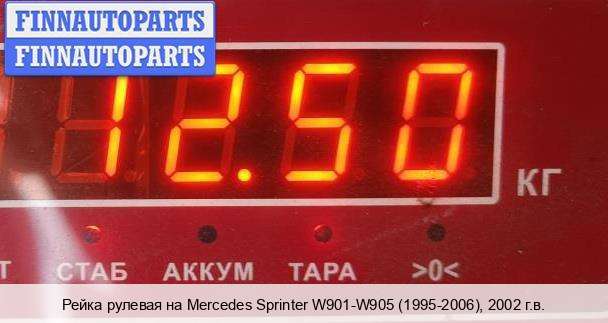 FINNAUTOPARTS
FINNAUTOPARTS
12.50
КГ
Т СТАБ АККУМ ТАРА >0<
Рейка рулевая на Mercedes Sprinter W901-W905 (1995-2006), 2002 г.в.